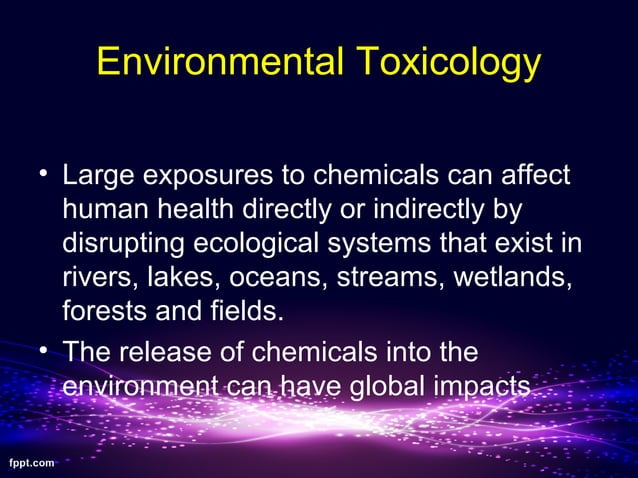 Environmental Toxicology
• Large exposures to chemicals can affect
human health directly or indirectly by
disrupting ecological systems that exist in
rivers, lakes, oceans, streams, wetlands,
forests and fields.
• The release of chemicals into the
environment can have global impacts
fppt.com